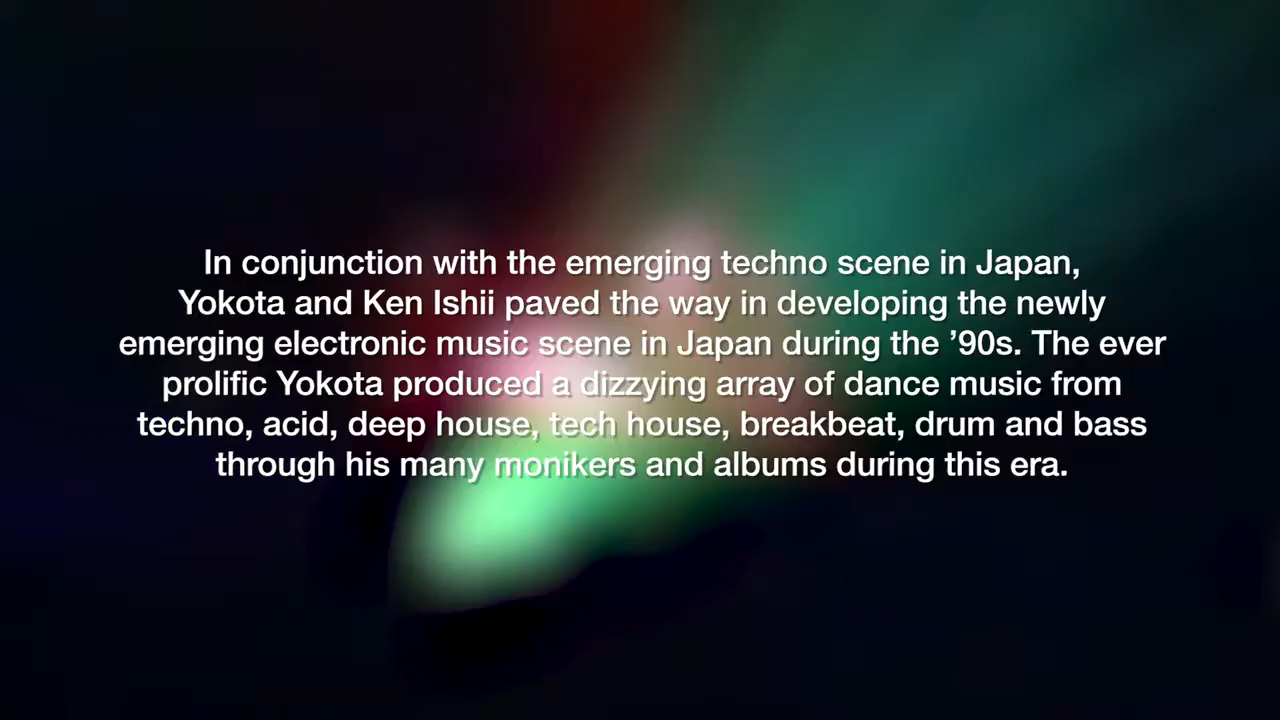 In conjunction with the emerging techno scene in Japan,
Yokota and Ken Ishii paved the way in developing the newly
emerging electronic music scene in Japan during the ’90s. The ever
prolific Yokota produced a dizzying array of dance music from
techno, acid, deep house, tech house, breakbeat, drum and bass
through his many monikers and albums during this era.